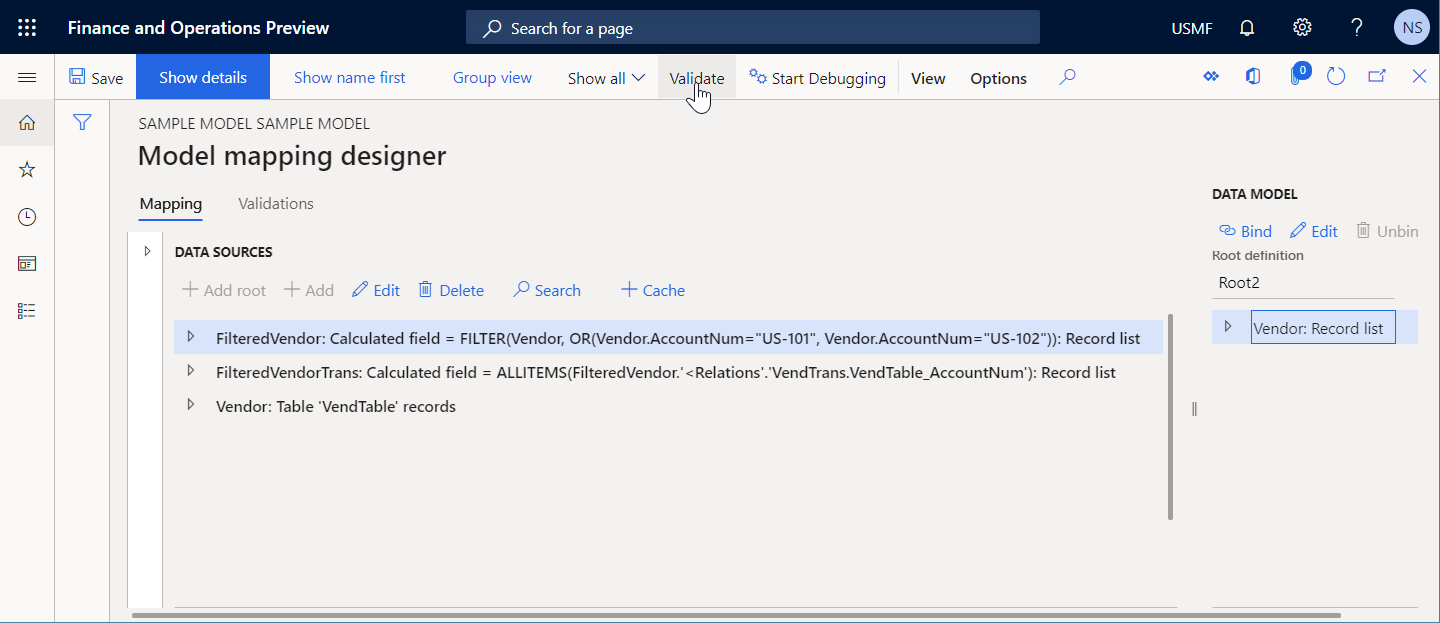 Finance and Operations Preview
Search for a page
USMF
?
NS
Save
Show details
Show name first
Group view
Show all
Validate
Start Debugging
View
Options
0
SAMPLE MODEL SAMPLE MODEL
Model mapping designer
Mapping
Validations
DATA SOURCES
Add root
Add
Edit
Delete
Search
Cache
FilteredVendor: Calculated field = FILTER(Vendor, OR(Vendor.AccountNum="US-101", Vendor.AccountNum="US-102")): Record list
FilteredVendorTrans: Calculated field = ALLITEMS(FilteredVendor.'<Relations'.'VendTrans.VendTable_AccountNum'): Record list
Vendor: Table 'VendTable' records
DATA MODEL
Bind
Edit
Unbin
Root definition
Root2
Vendor: Record list